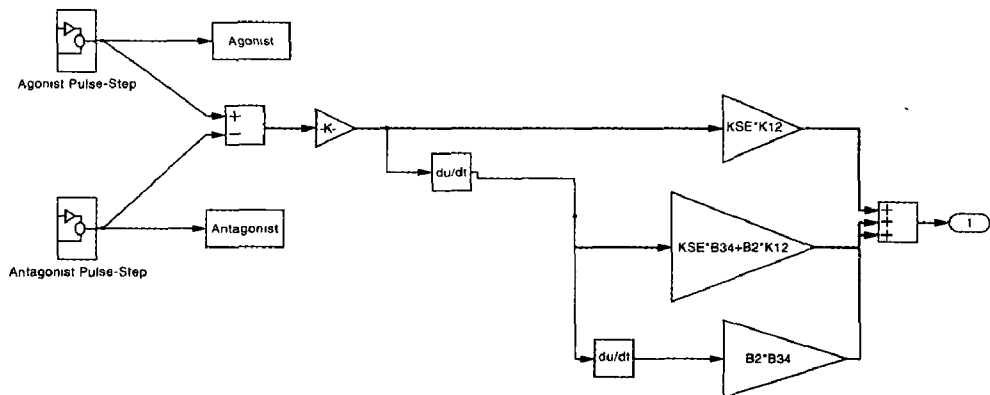 Agonist
Agonist Pulse-Step
+
−
-K-
KSE*K12
du/dt
Antagonist
Antagonist Pulse-Step
KSE*B34+B2*K12
+
+
+
1
du/dt
B2*B34